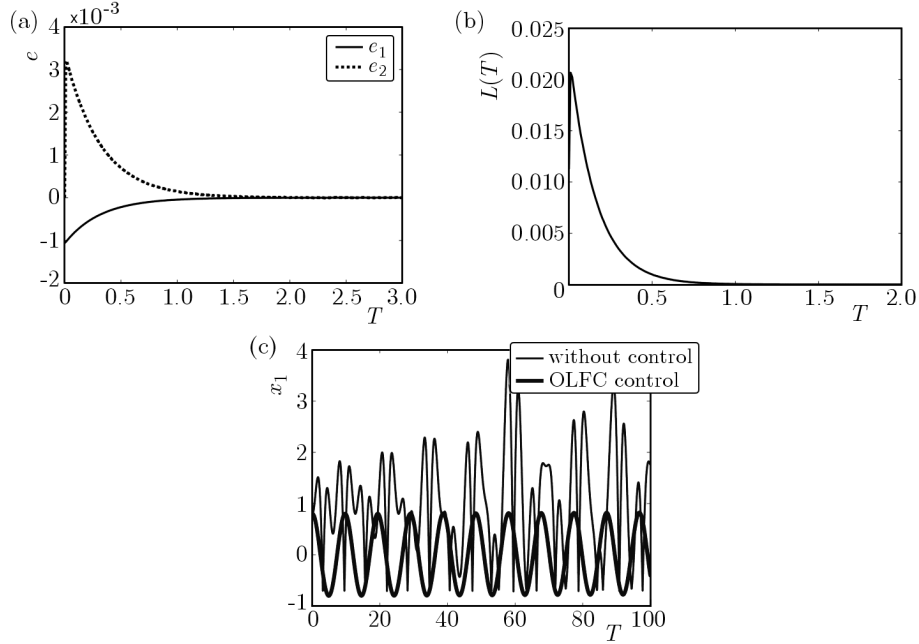 (a)
×10⁻³
4
3
2
1
0
-1
-2
e
e₁
e₂
0 0.5 1.0 1.5 2.0 2.5 3.0
T
(b)
0.025
0.020
0.015
0.010
0.005
0
L(T)
0.5 1.0 1.5 2.0
T
(c)
4
3
2
1
0
-1
x₁
without control
OLFC control
0 20 40 60 80 100
T